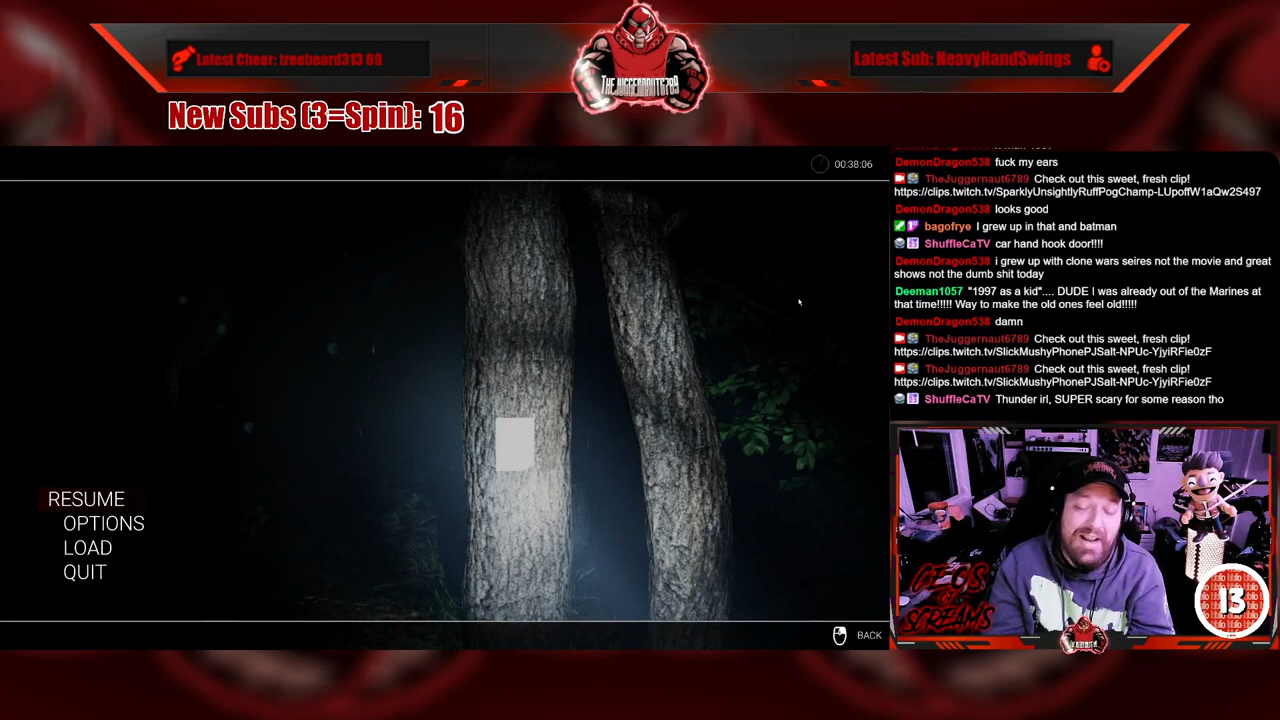 Latest Cheer: treebeard313 69
THEJUGGERNAUT6789
Latest Sub: HeavyHandSwings
New Subs (3=Spin): 16
00:38:06
RESUME
OPTIONS
LOAD
QUIT
BACK
DemonDragon538 fuck my ears
TheJuggernaut6789 Check out this sweet, fresh clip!
https://clips.twitch.tv/SparklyUnsightlyRuffPogChamp-LUpoffW1aQw2S497
DemonDragon538 looks good
bagofrye I grew up in that and batman
ShuffleCaTV car hand hook door!!!!
DemonDragon538 i grew up with clone wars seires not the movie and great
shows not the dumb shit today
Deeman1057 "1997 as a kid".... DUDE I was already out of the Marines at
that time!!!!! Way to make the old ones feel old!!!!!
DemonDragon538 damn
TheJuggernaut6789 Check out this sweet, fresh clip!
https://clips.twitch.tv/SlickMushyPhonePJSalt-NPUc-YjyiRFie0zF
TheJuggernaut6789 Check out this sweet, fresh clip!
https://clips.twitch.tv/SlickMushyPhonePJSalt-NPUc-YjyiRFie0zF
ShuffleCaTV Thunder irl, SUPER scary for some reason tho
SCREAMS
13